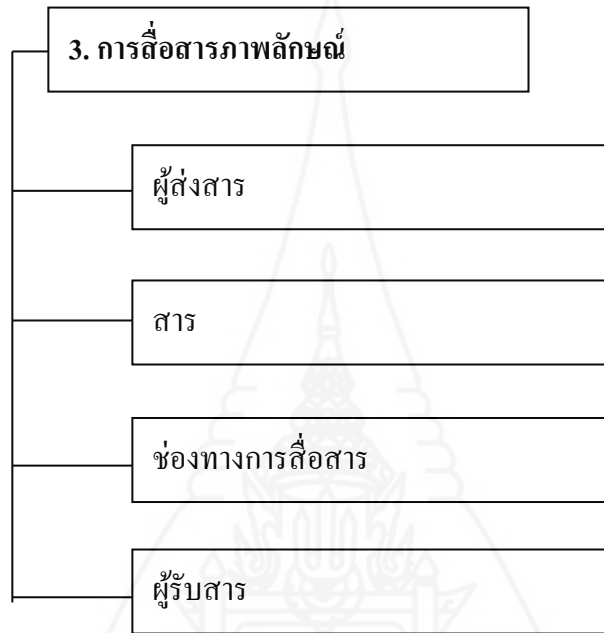 3. การสื่อสารภาพลักษณ์
ผู้ส่งสาร
สาร
ช่องทางการสื่อสาร
ผู้รับสาร